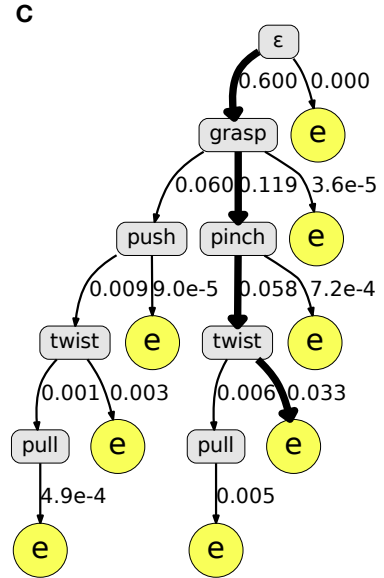 C
ε
0.600 0.000
grasp e
0.060 0.119 3.6e-5
push pinch e
0.009 9.0e-5 0.058 7.2e-4
twist e twist e
0.001 0.003 0.006 0.033
pull e pull e
4.9e-4 0.005
e e